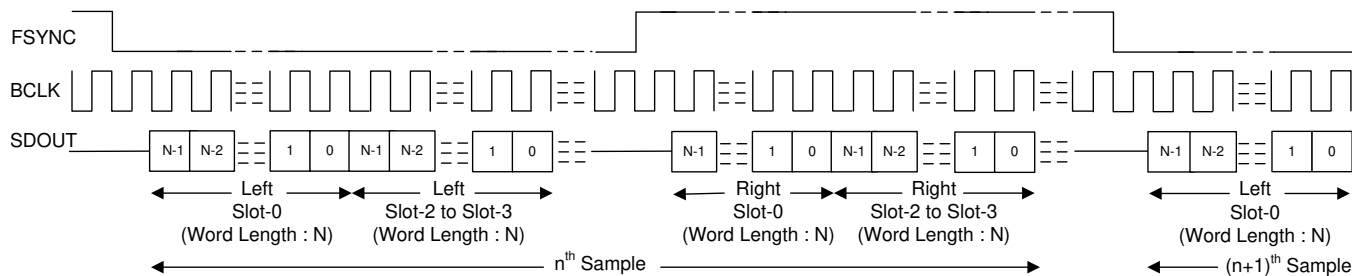 FSYNC
BCLK
SDOUT
N-1 N-2 1 0 N-1 N-2 1 0 N-1 1 0 N-1 N-2 1 0 N-1 N-2 1 0
Left Left Right Right Left
Slot-0 Slot-2 to Slot-3 Slot-0 Slot-2 to Slot-3 Slot-0
(Word Length : N) (Word Length : N) (Word Length : N) (Word Length : N) (Word Length : N)
nth Sample (n+1)th Sample